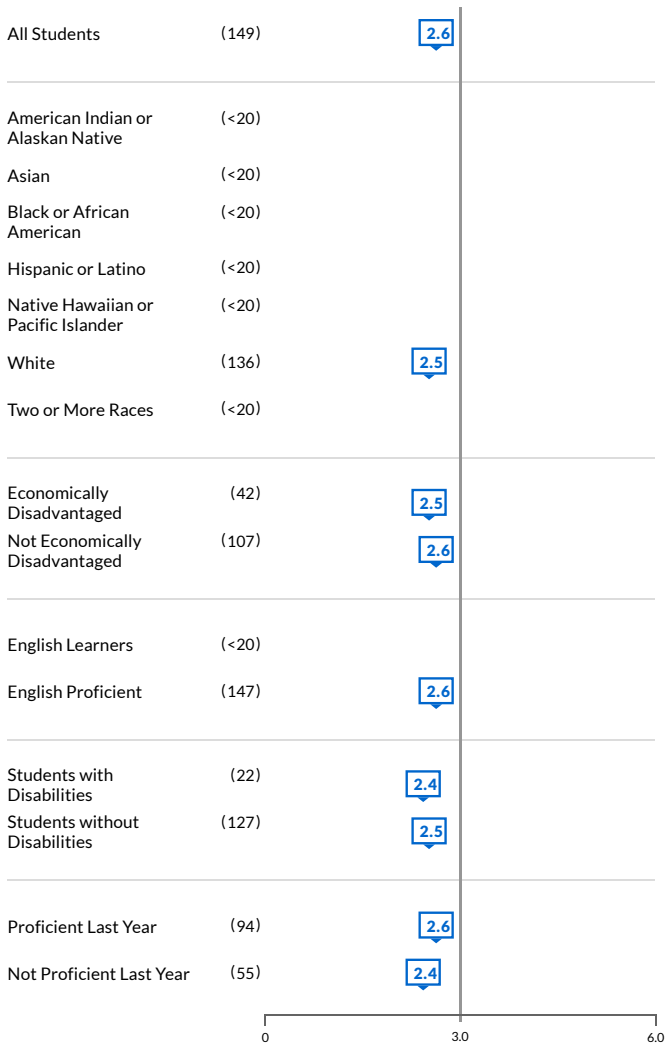 All Students (149) 2.6
American Indian or (<20)
Alaskan Native
Asian (<20)
Black or African (<20)
American
Hispanic or Latino (<20)
Native Hawaiian or (<20)
Pacific Islander
White (136) 2.5
Two or More Races (<20)
Economically (42) 2.5
Disadvantaged
Not Economically (107) 2.6
Disadvantaged
English Learners (<20)
English Proficient (147) 2.6
Students with (22) 2.4
Disabilities
Students without (127) 2.5
Disabilities
Proficient Last Year (94) 2.6
Not Proficient Last Year (55) 2.4
0 3.0 6.0